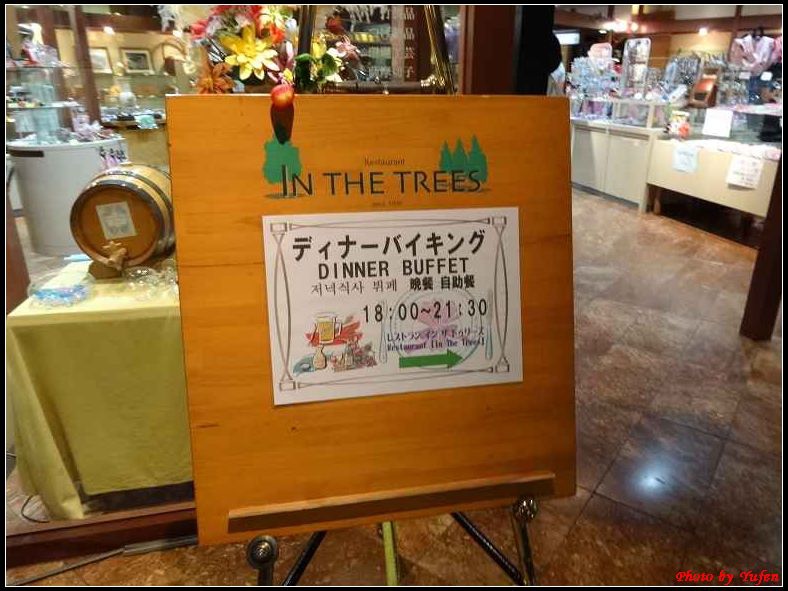 Restaurant
IN THE TREES
ディナーバイキング
DINNER BUFFET
저녁식사 뷔페 晩餐 自助餐
18:00~21:30
レストラン イン ザ トゥリーズ
Restaurant [In The Trees]
Photo by Yufen